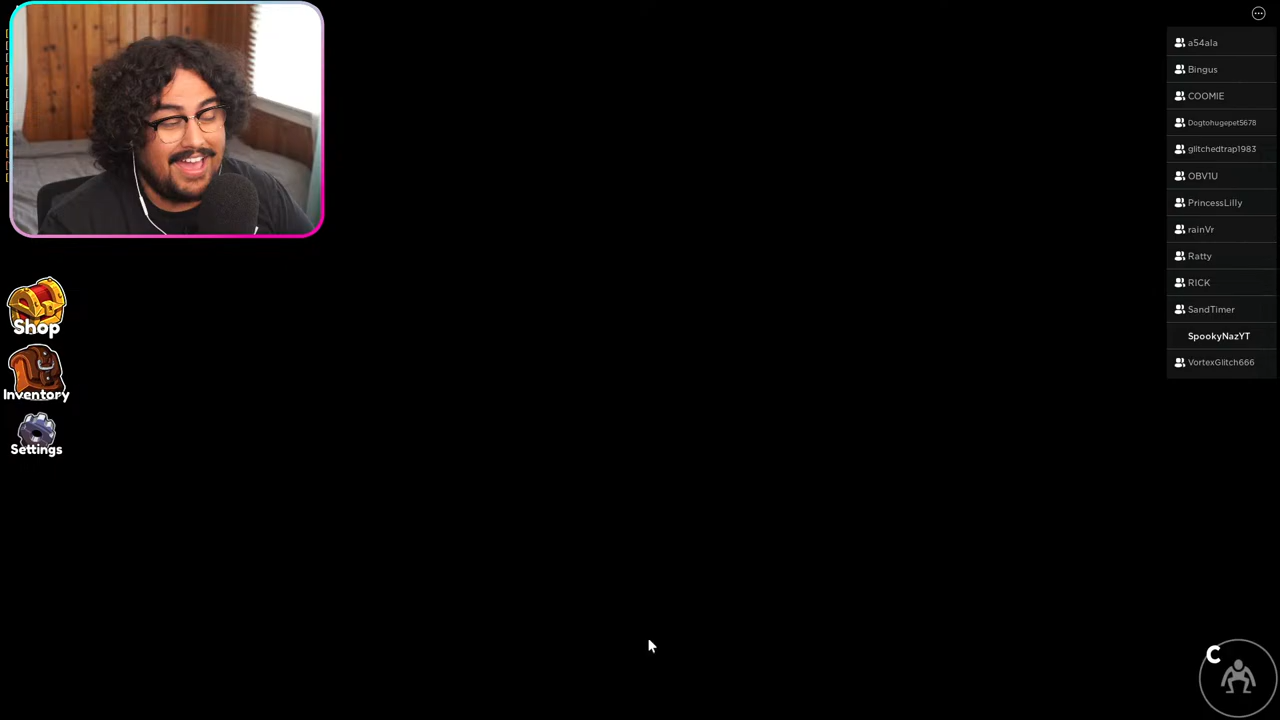 Shop
Inventory
Settings
a54ala
Bingus
COOMIE
Dogtohugepet5678
glitchedtrap1983
OBV1U
PrincessLilly
rainVr
Ratty
RICK
SandTimer
SpookyNazYT
VortexGlitch666
C